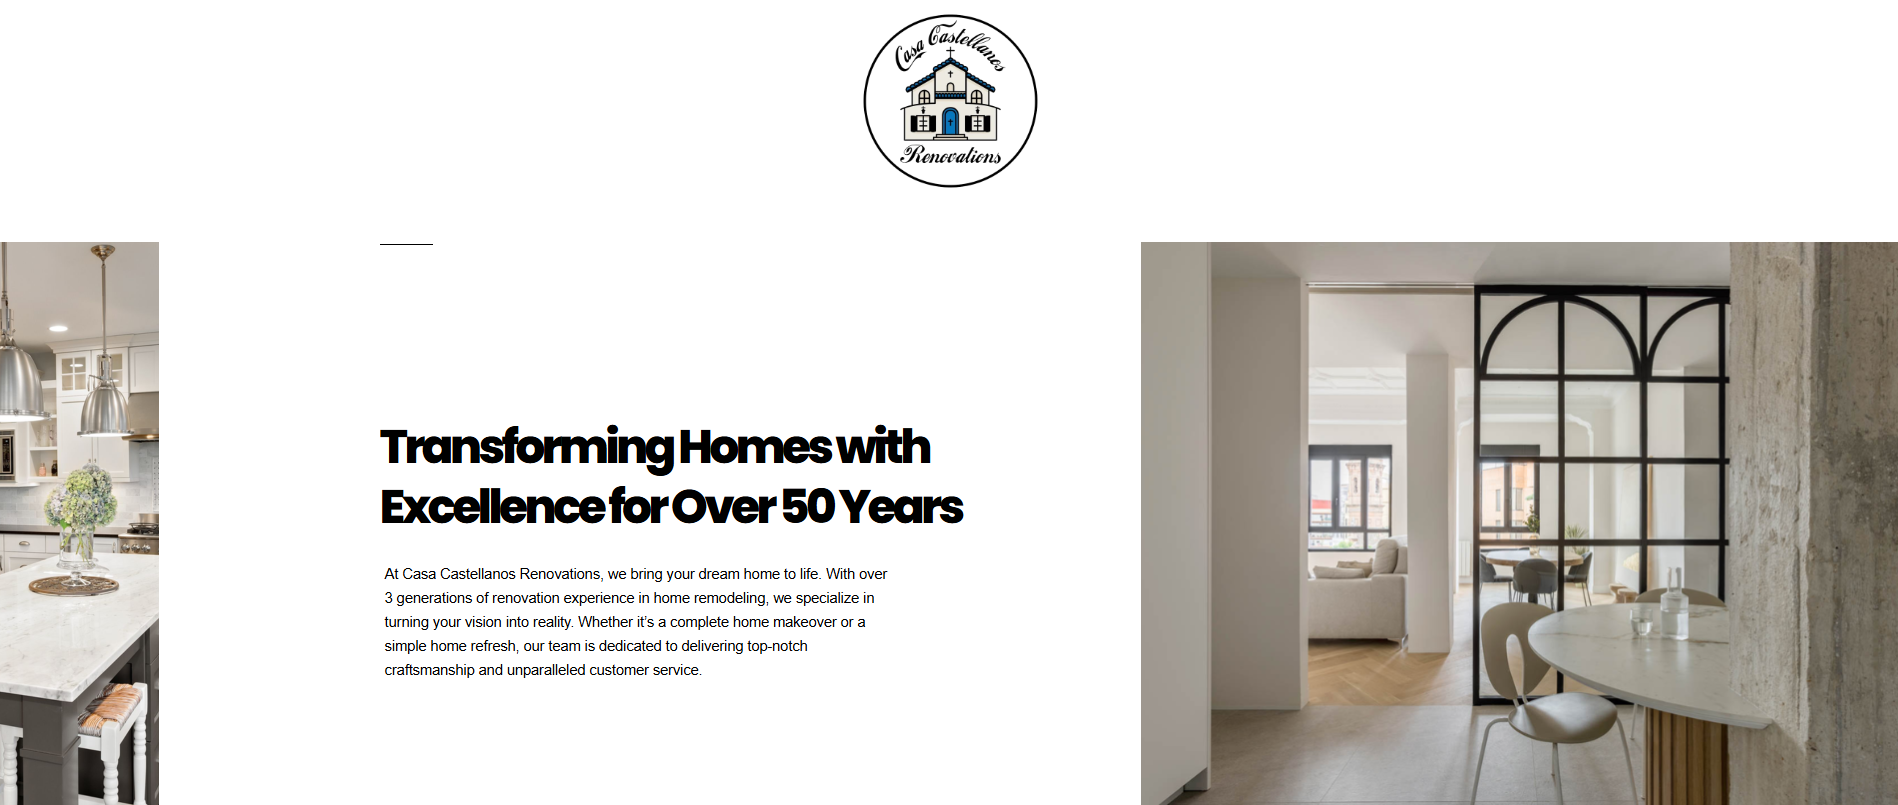 Casa Castellanos
Renovations
Transforming Homes with
Excellence for Over 50 Years
At Casa Castellanos Renovations, we bring your dream home to life. With over
3 generations of renovation experience in home remodeling, we specialize in
turning your vision into reality. Whether it’s a complete home makeover or a
simple home refresh, our team is dedicated to delivering top-notch
craftsmanship and unparalleled customer service.